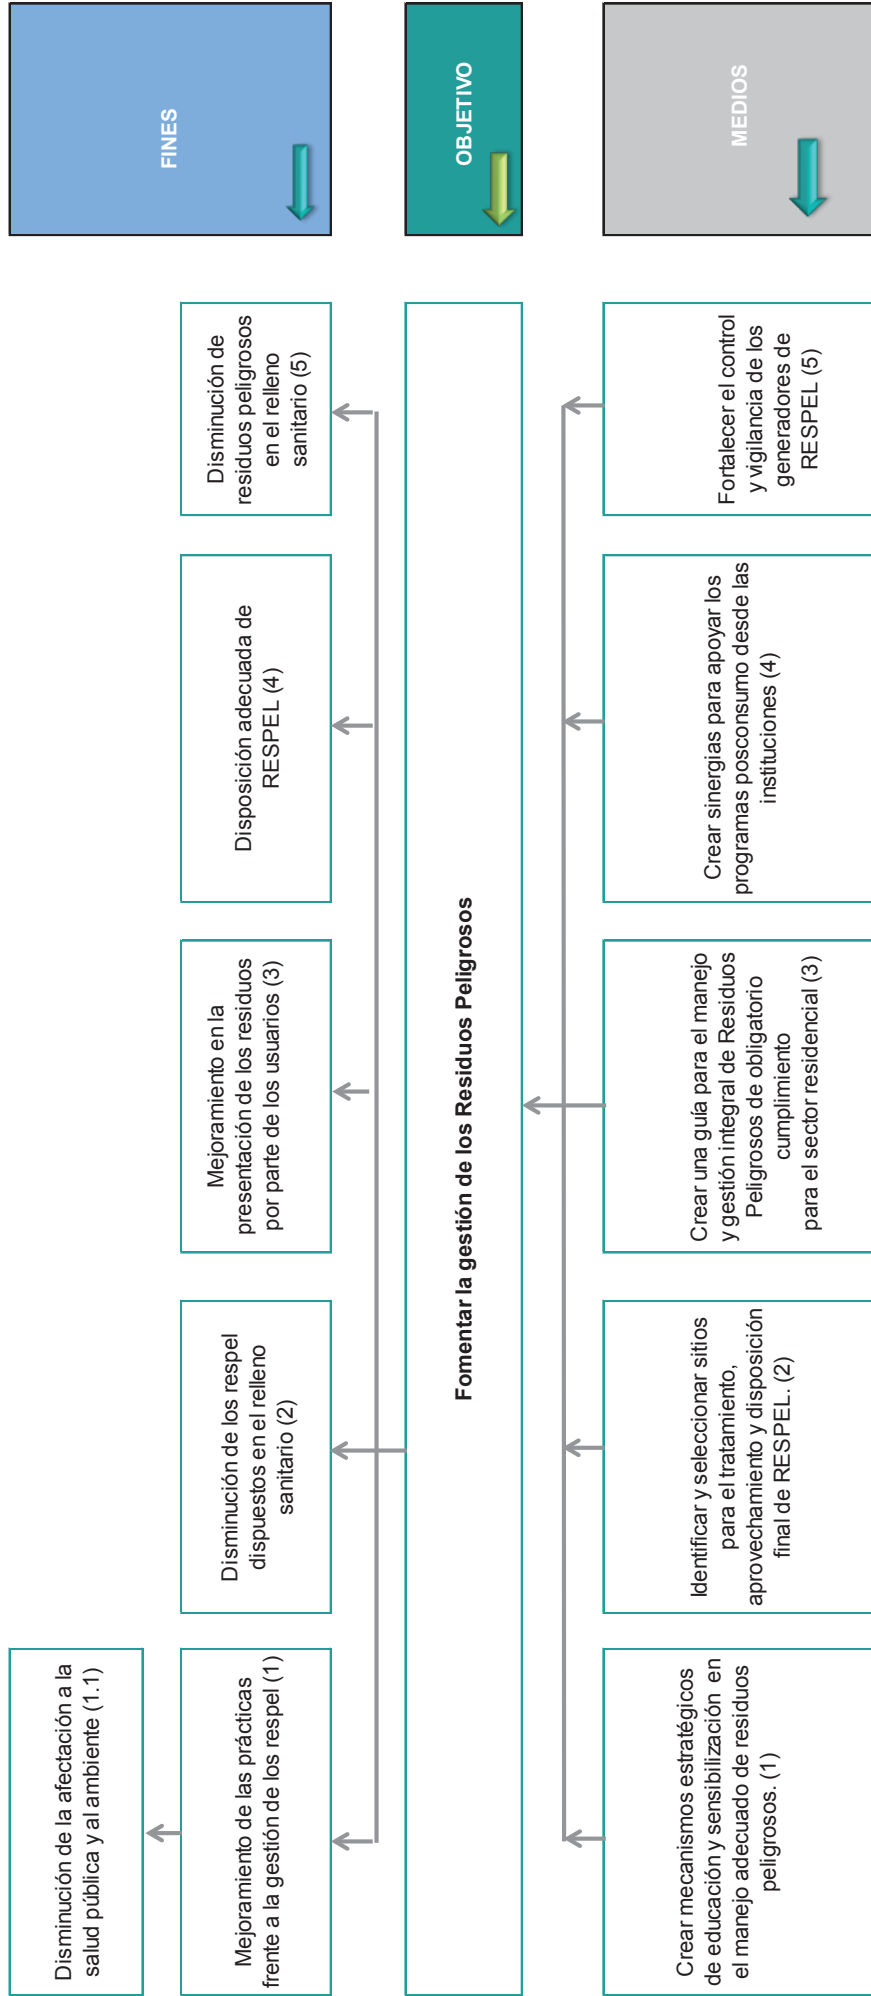 Disminución de la afectación a la
salud pública y al ambiente (1.1)
FINES
Mejoramiento de las prácticas
frente a la gestión de los respel (1)
Disminución de los respel
dispuestos en el relleno
sanitario (2)
Mejoramiento en la
presentación de los residuos
por parte de los usuarios (3)
Disposición adecuada de
RESPEL (4)
Disminución de
residuos peligrosos
en el relleno
sanitario (5)
Fomentar la gestión de los Residuos Peligrosos
OBJETIVO
Crear mecanismos estratégicos
de educación y sensibilización en
el manejo adecuado de residuos
peligrosos. (1)
Identificar y seleccionar sitios
para el tratamiento,
aprovechamiento y disposición
final de RESPEL. (2)
Crear una guía para el manejo
y gestión integral de Residuos
Peligrosos de obligatorio
cumplimiento
para el sector residencial (3)
Crear sinergias para apoyar los
programas posconsumo desde las
instituciones (4)
Fortalecer el control
y vigilancia de los
generadores de
RESPEL (5)
MEDIOS